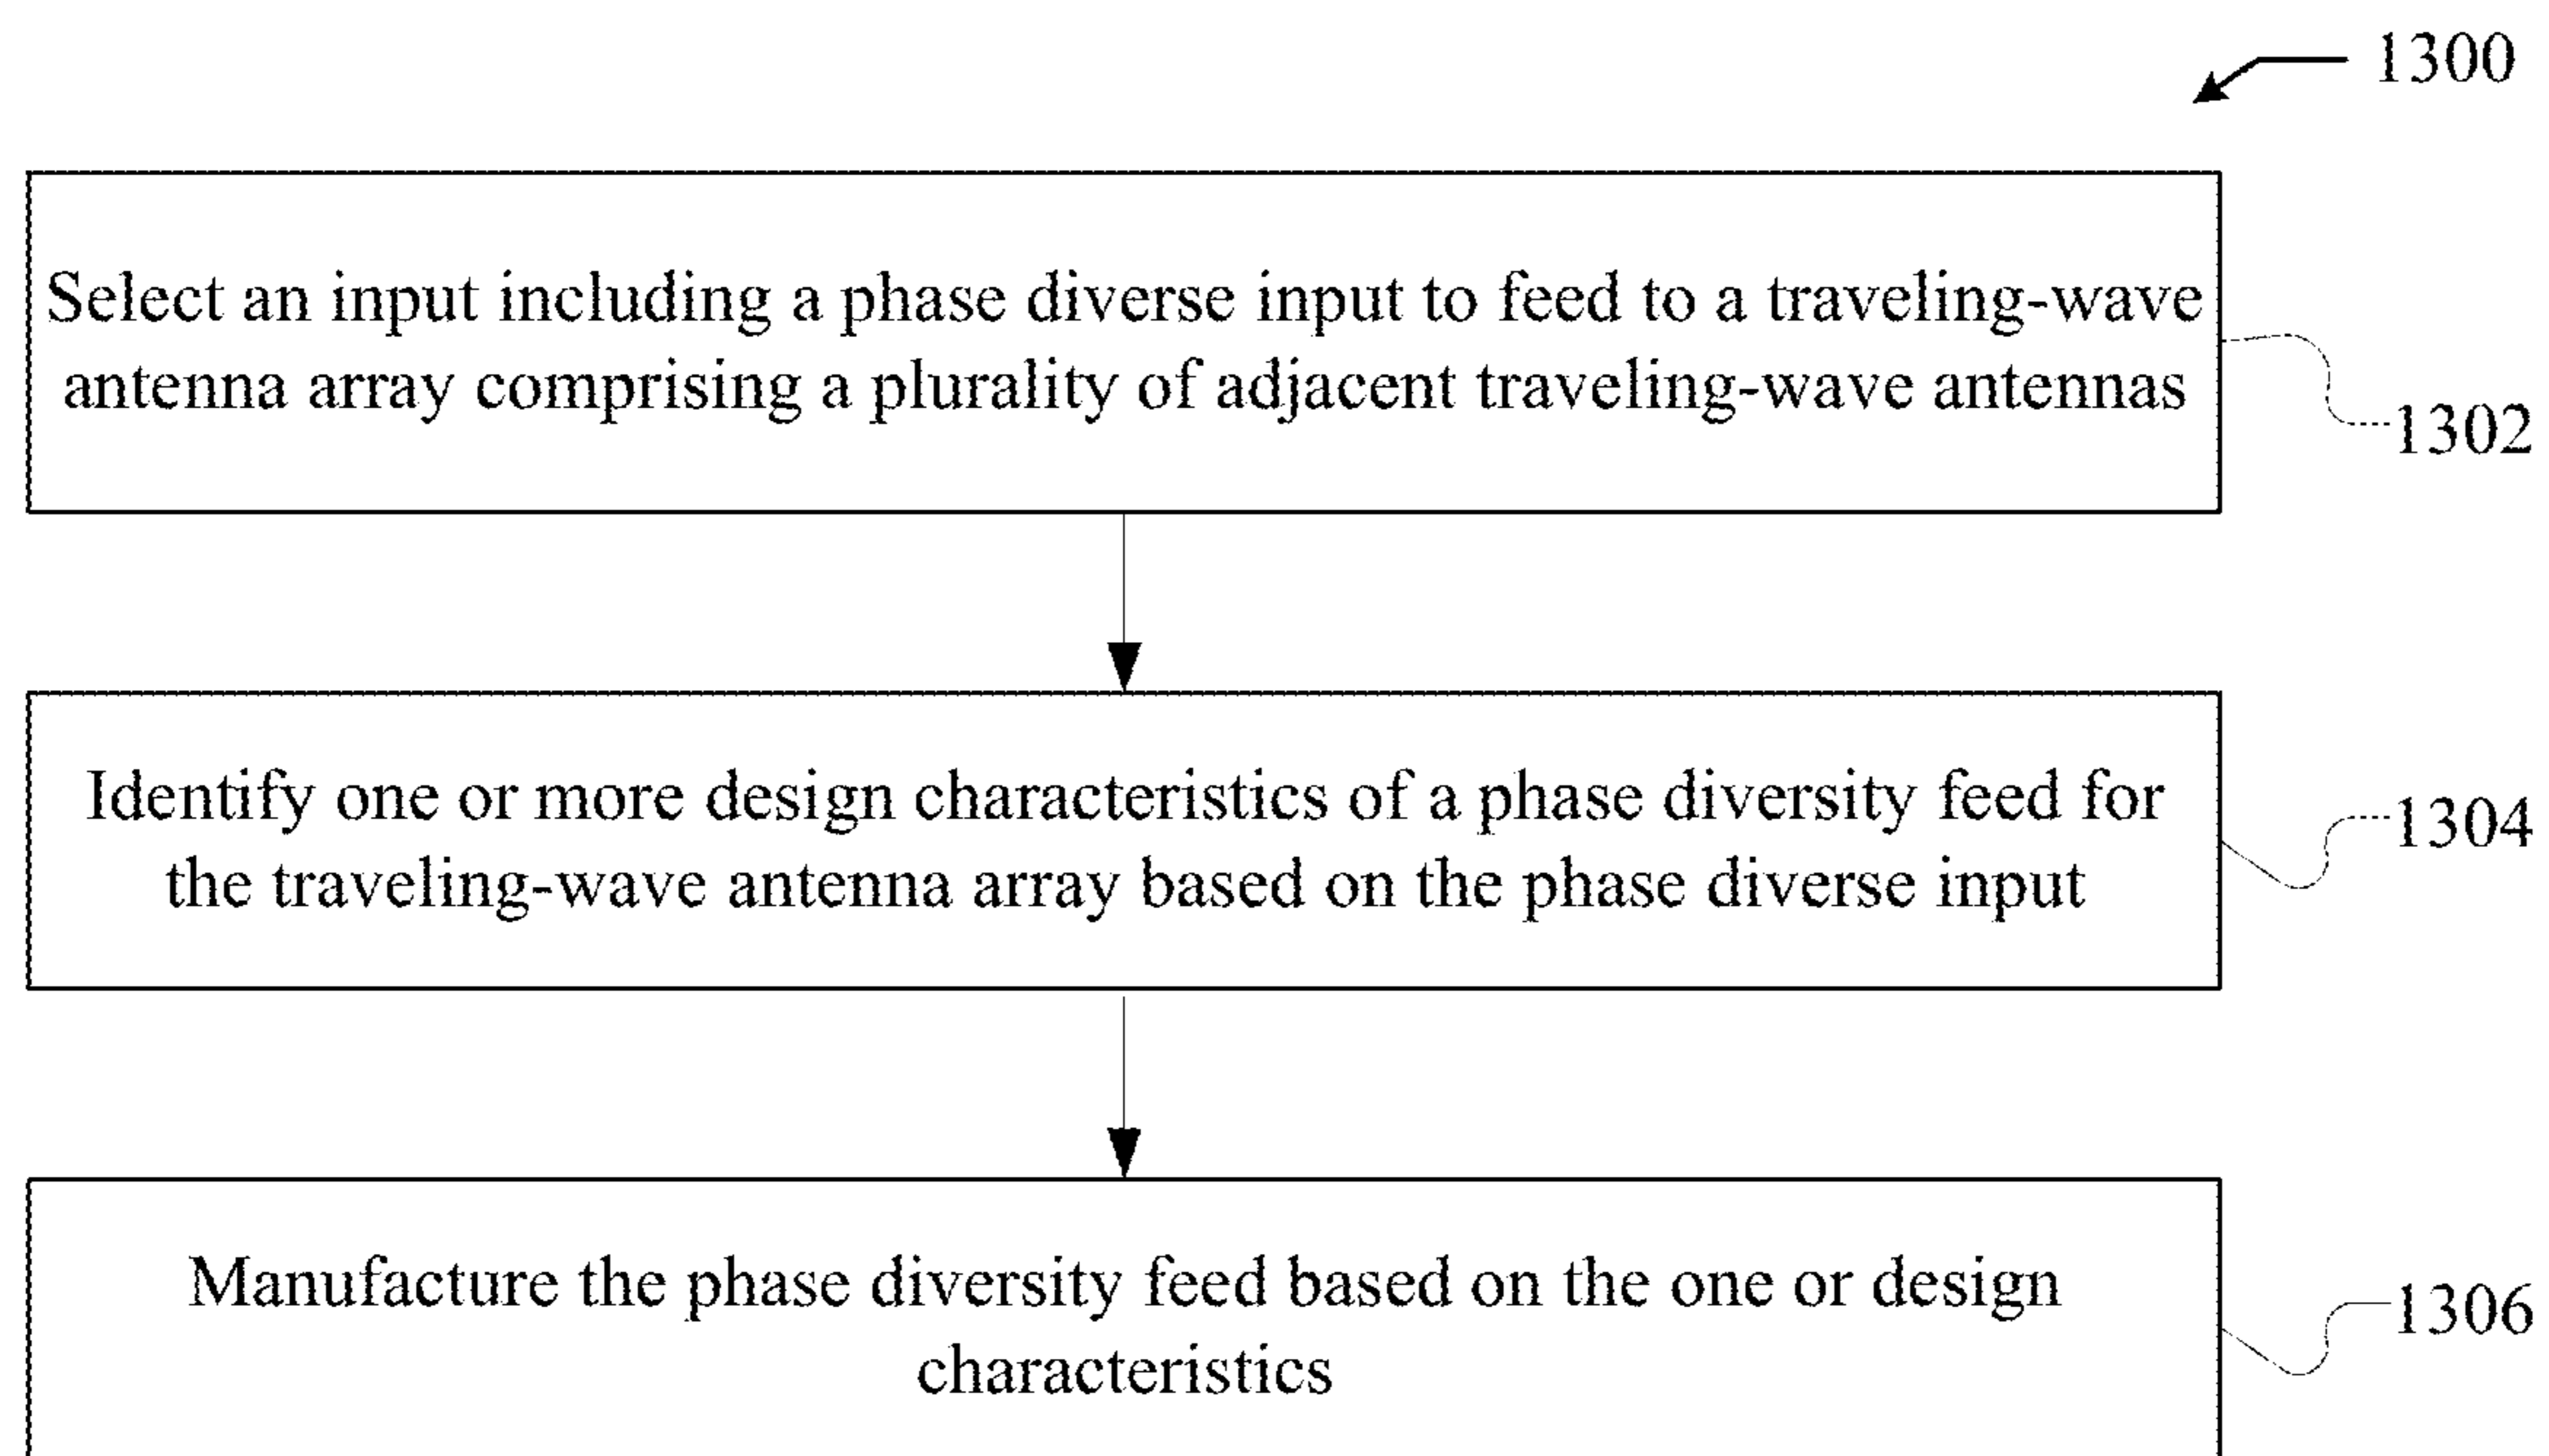 1300
Select an input including a phase diverse input to feed to a traveling-wave
antenna array comprising a plurality of adjacent traveling-wave antennas
1302
Identify one or more design characteristics of a phase diversity feed for
the traveling-wave antenna array based on the phase diverse input
1304
Manufacture the phase diversity feed based on the one or design
characteristics
1306